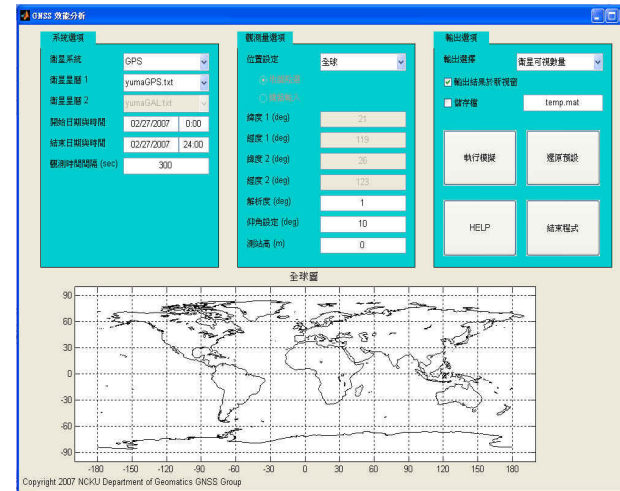 GNSS 效能分析
系統選項
衛星系統 GPS
衛星星曆 1 yumaGPS.txt
衛星星曆 2 yumaGAL.txt
開始日期與時間 02/27/2007 0:00
結束日期與時間 02/27/2007 24:00
觀測時間間隔 (sec) 300
觀測量選項
位置設定 全球
緯度 1 (deg) 21
經度 1 (deg) 119
緯度 2 (deg) 26
經度 2 (deg) 123
解析度 (deg) 1
仰角設定 (deg) 10
測站高 (m) 0
輸出選項
輸出選擇 衛星可視數量
輸出結果於新視窗
儲存檔 temp.mat
執行模擬 還原預設
HELP 結束程式
全球圖
90
60
30
0
-30
-60
-90
-180 -150 -120 -90 -60 -30 0 30 60 90 120 150 180
Copyright 2007 NCKU Department of Geomatics GNSS Group